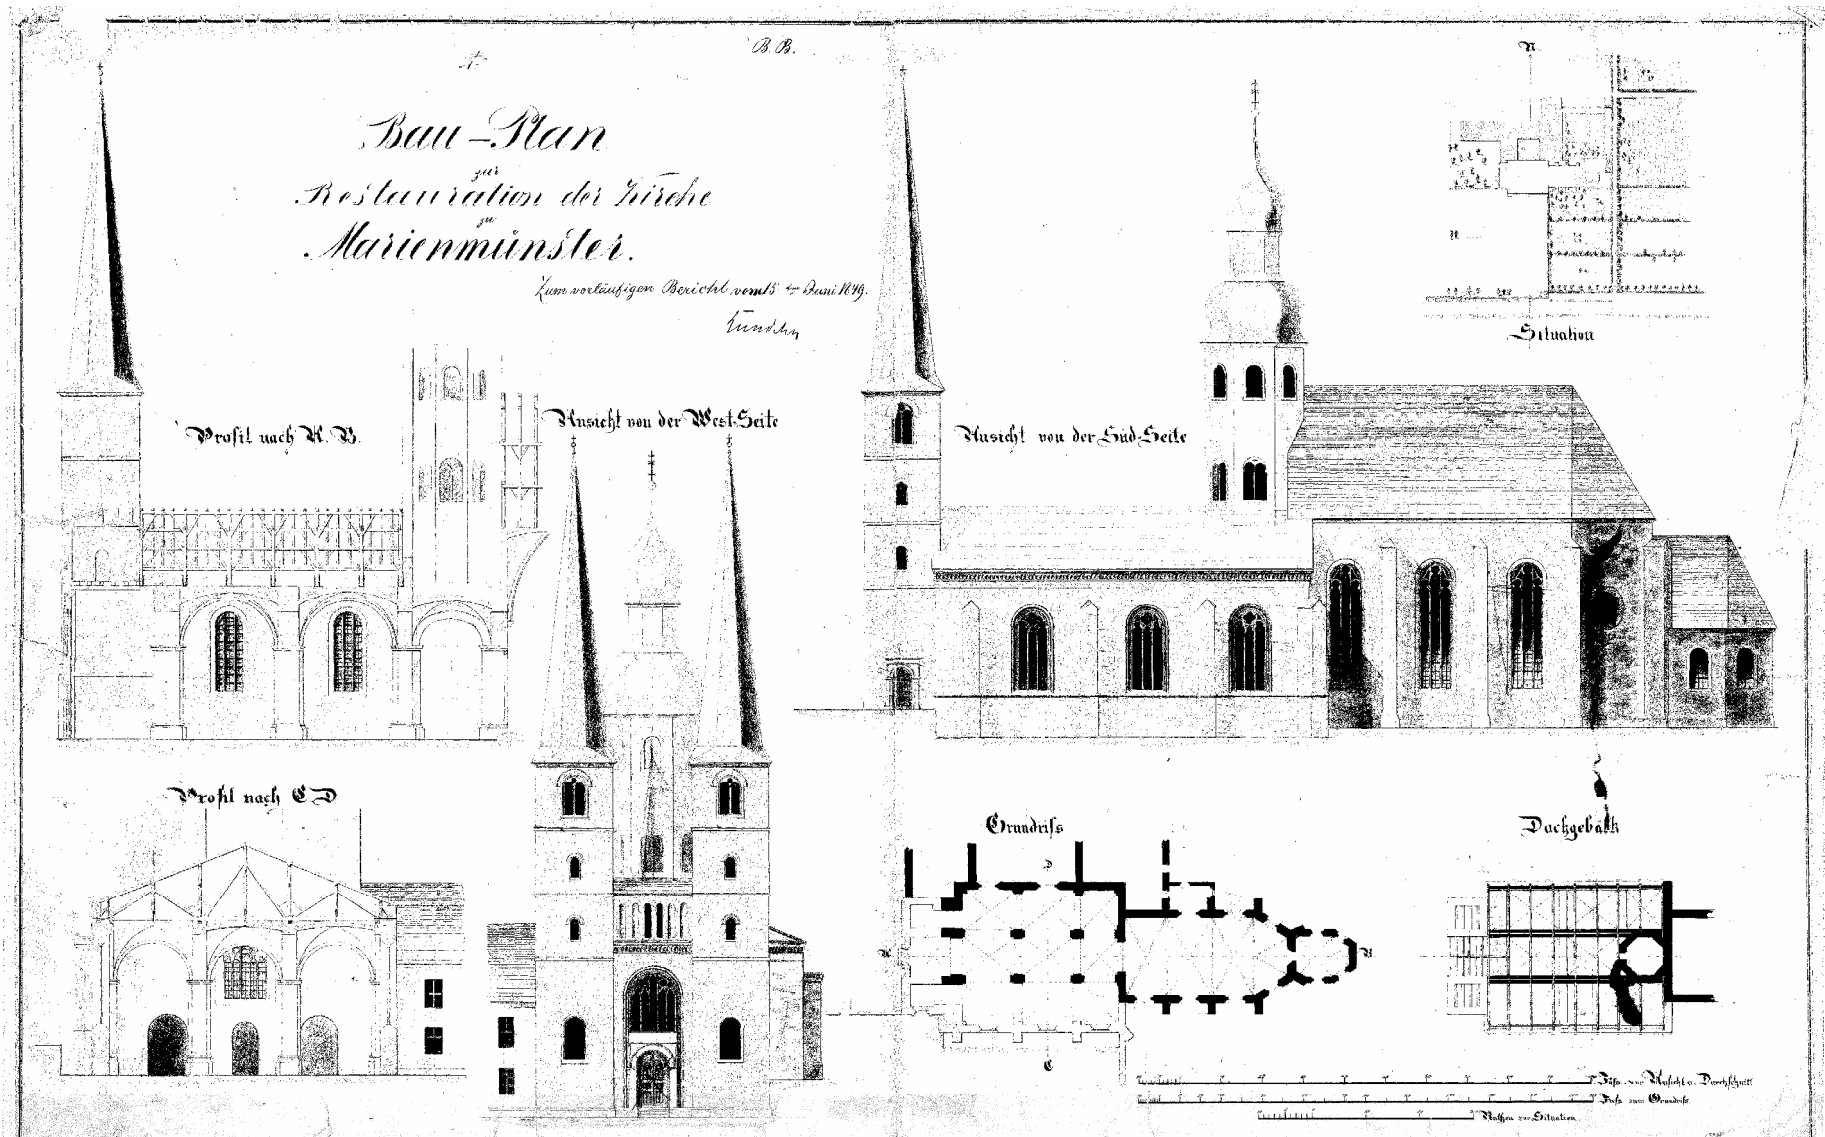 B. B.
Bau-Plan
zur
Restauration der Kirche
zu
Marienmünster.
Zum vorläufigen Bericht vom 15ten Juni 1849.
N
Situation
Profil nach A. B.
Ansicht von der West-Seite
Ansicht von der Süd-Seite
Profil nach C D
Grundriſs
Dachgebälk
D
A
B
C
Fuſs zur Ansicht u. Durchschnitt
Fuſs zum Grundriſs.
Ruthen zur Situation.